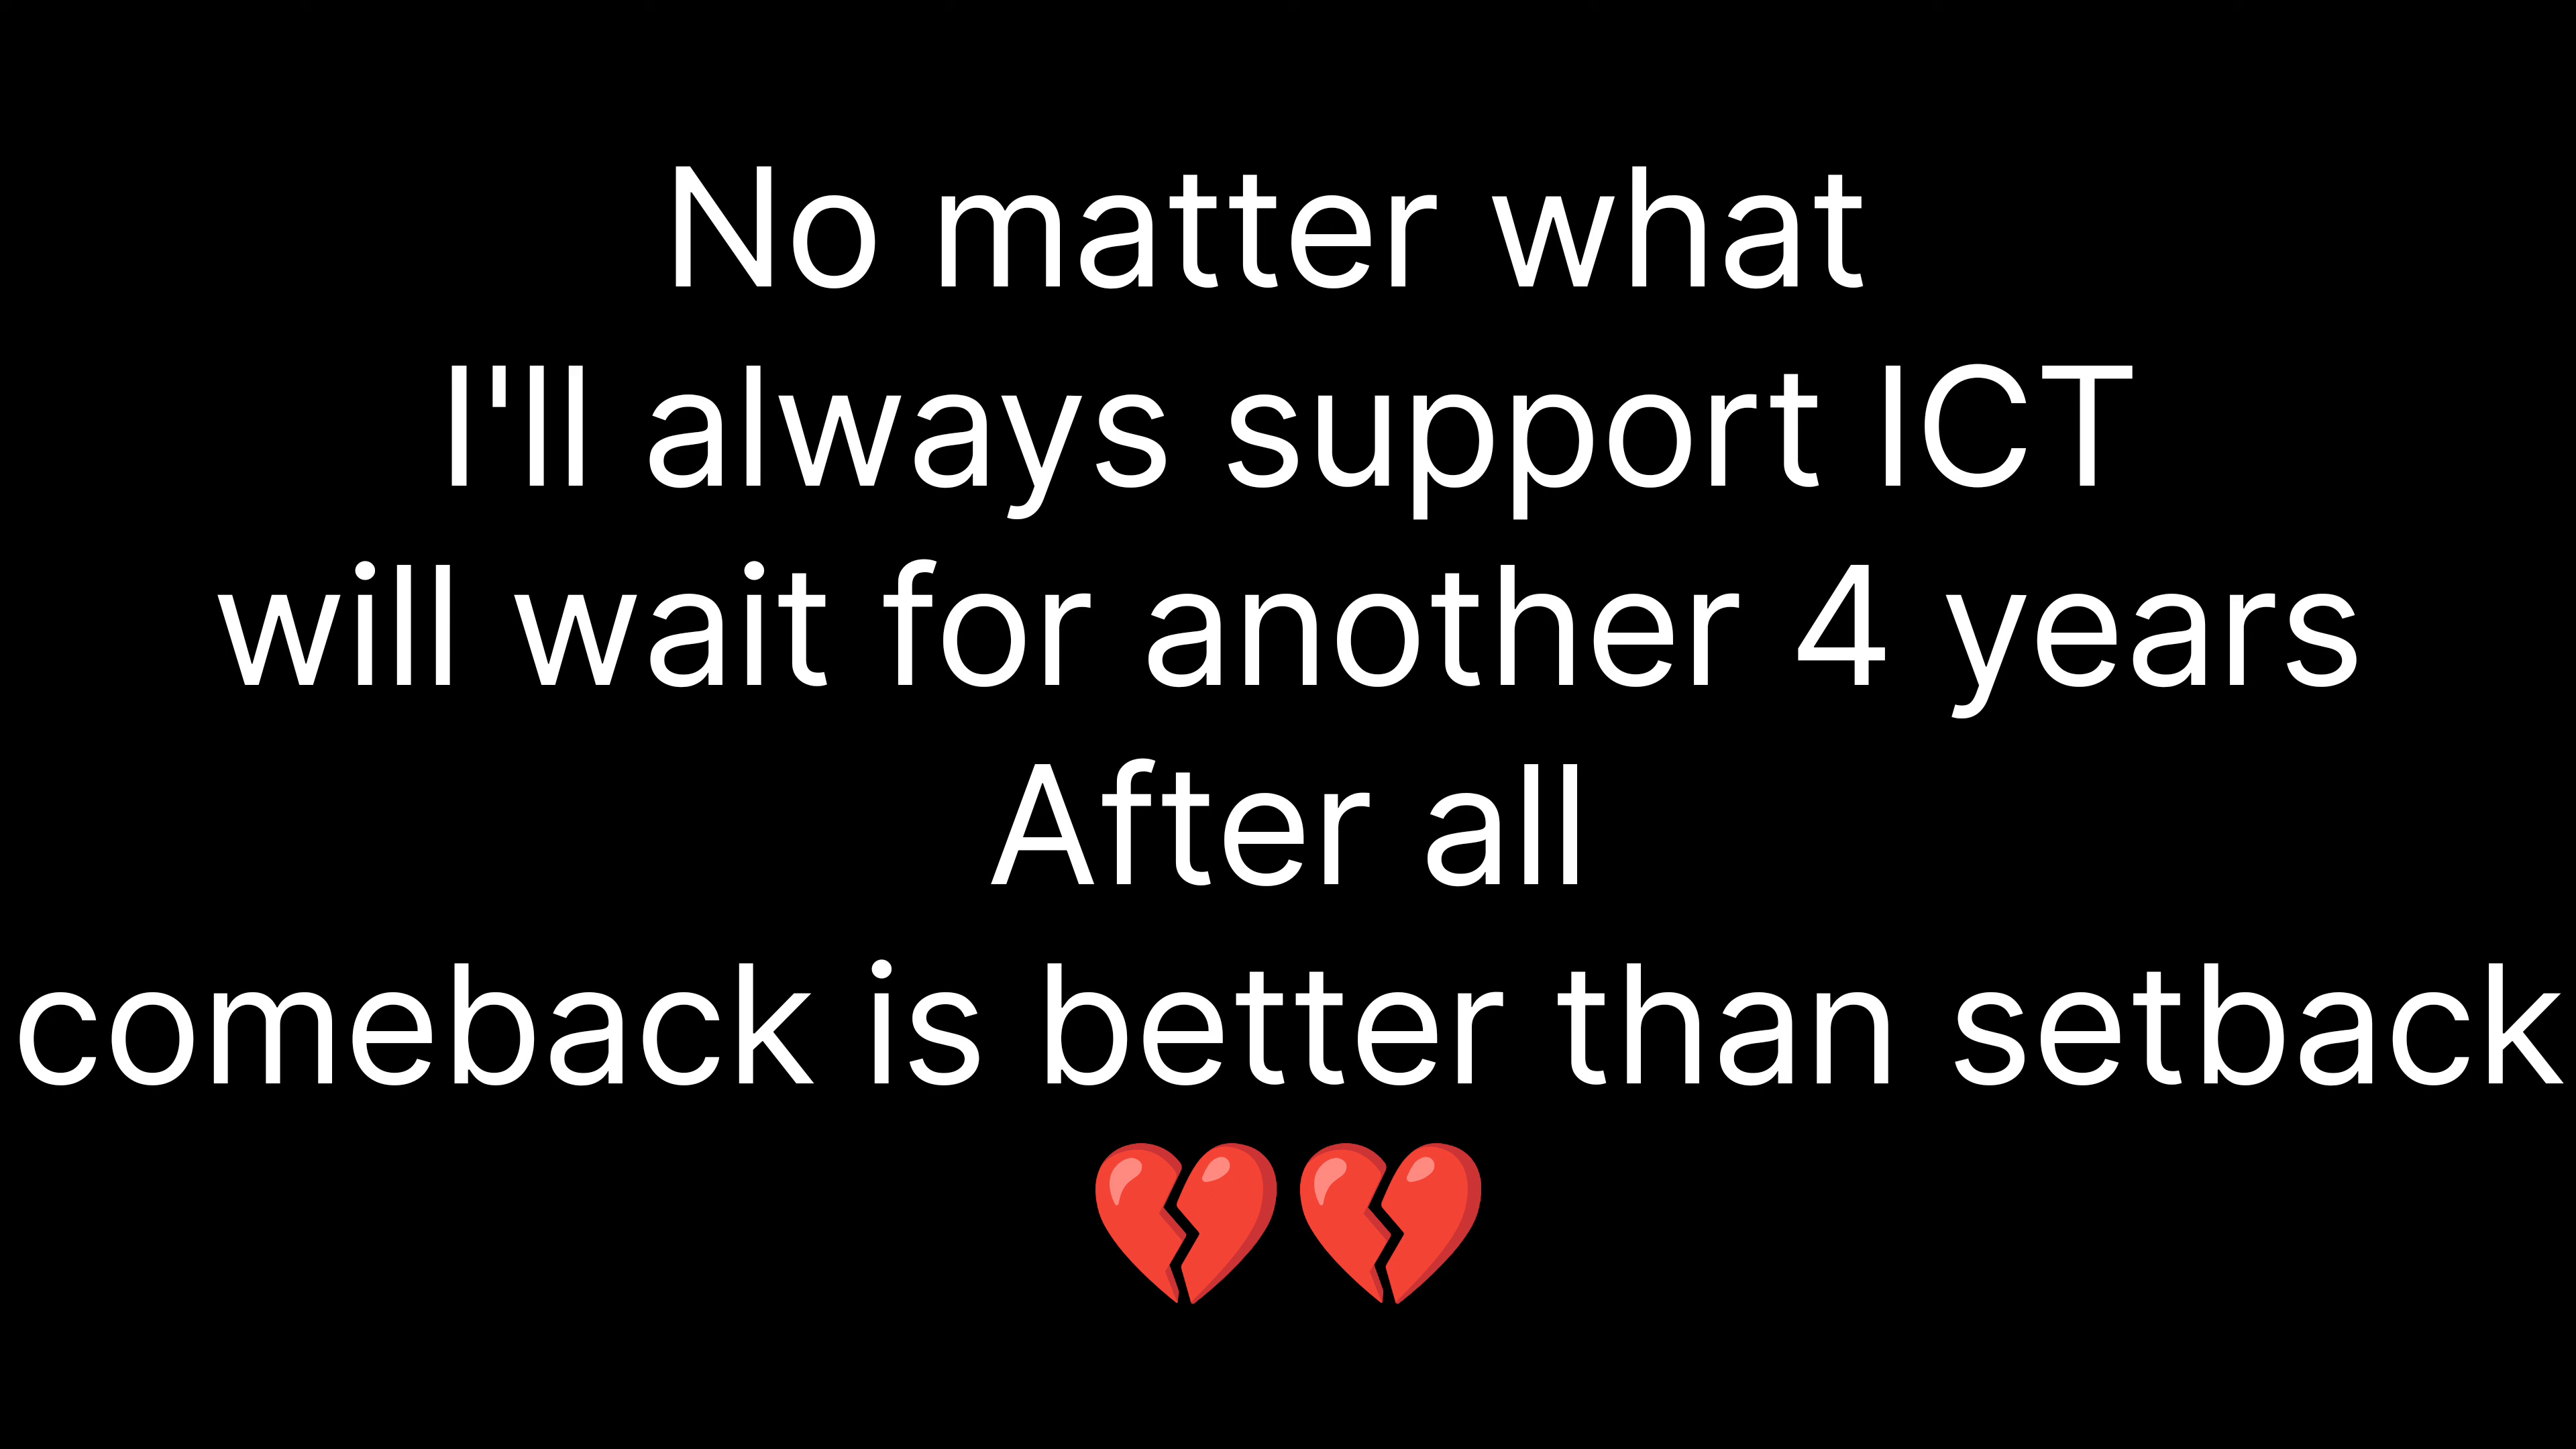 No matter what
I'll always support ICT
will wait for another 4 years
After all
comeback is better than setback
💔💔